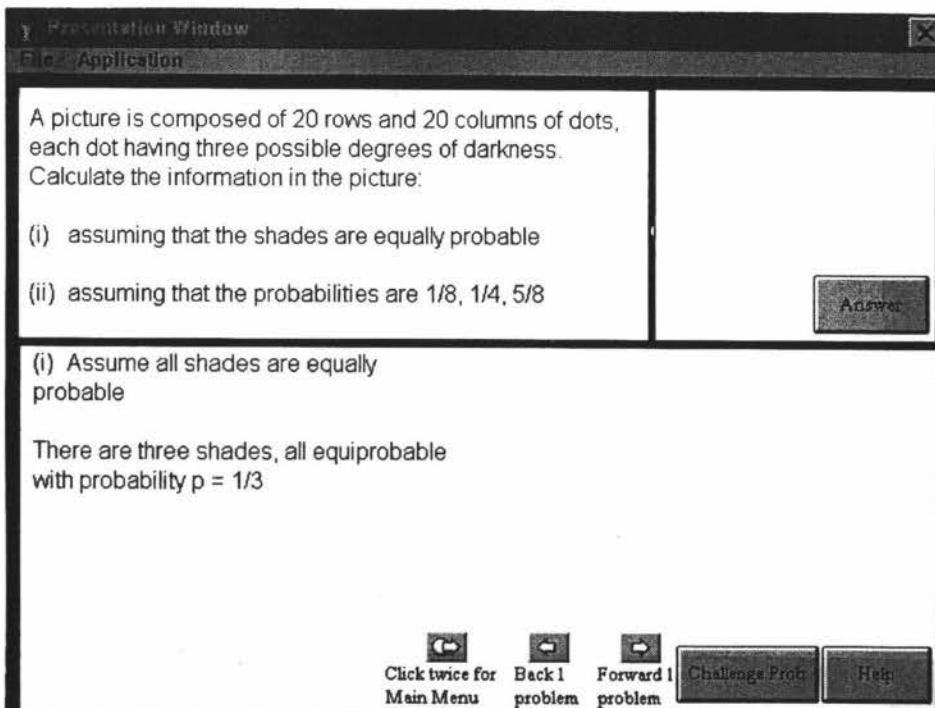 Presentation Window
File Application
A picture is composed of 20 rows and 20 columns of dots,
each dot having three possible degrees of darkness.
Calculate the information in the picture:
(i) assuming that the shades are equally probable
(ii) assuming that the probabilities are 1/8, 1/4, 5/8
Answer
(i) Assume all shades are equally
probable
There are three shades, all equiprobable
with probability p = 1/3
Click twice for
Main Menu
Back 1
problem
Forward 1
problem
Challenge Prob
Help